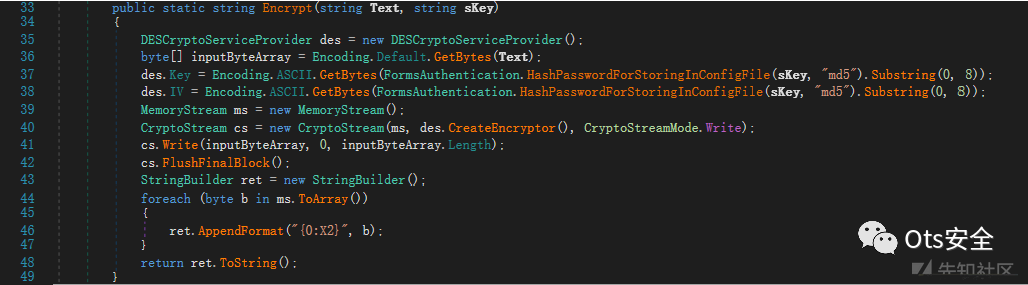 33 public static string Encrypt(string Text, string sKey)
34 {
35 DESCryptoServiceProvider des = new DESCryptoServiceProvider();
36 byte[] inputByteArray = Encoding.Default.GetBytes(Text);
37 des.Key = Encoding.ASCII.GetBytes(FormsAuthentication.HashPasswordForStoringInConfigFile(sKey, "md5").Substring(0, 8));
38 des.IV = Encoding.ASCII.GetBytes(FormsAuthentication.HashPasswordForStoringInConfigFile(sKey, "md5").Substring(0, 8));
39 MemoryStream ms = new MemoryStream();
40 CryptoStream cs = new CryptoStream(ms, des.CreateEncryptor(), CryptoStreamMode.Write);
41 cs.Write(inputByteArray, 0, inputByteArray.Length);
42 cs.FlushFinalBlock();
43 StringBuilder ret = new StringBuilder();
44 foreach (byte b in ms.ToArray())
45 {
46 ret.AppendFormat("{0:X2}", b);
47 }
48 return ret.ToString();
49 }
Ots安全
先知社区